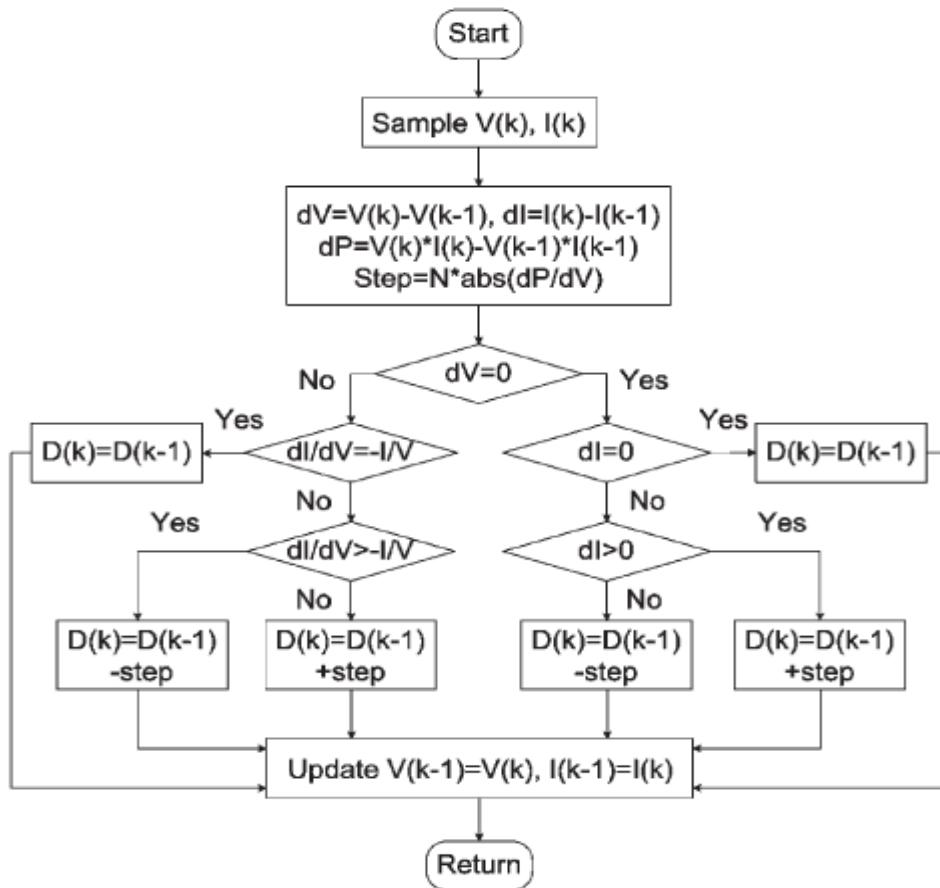 Start
Sample V(k), I(k)
dV=V(k)-V(k-1), dI=I(k)-I(k-1)
dP=V(k)*I(k)-V(k-1)*I(k-1)
Step=N*abs(dP/dV)
dV=0
No
Yes
Yes
D(k)=D(k-1)
dI/dV=-I/V
dI=0
Yes
D(k)=D(k-1)
No
No
Yes
dI/dV>-I/V
dI>0
Yes
No
No
D(k)=D(k-1)
-step
D(k)=D(k-1)
+step
D(k)=D(k-1)
-step
D(k)=D(k-1)
+step
Update V(k-1)=V(k), I(k-1)=I(k)
Return